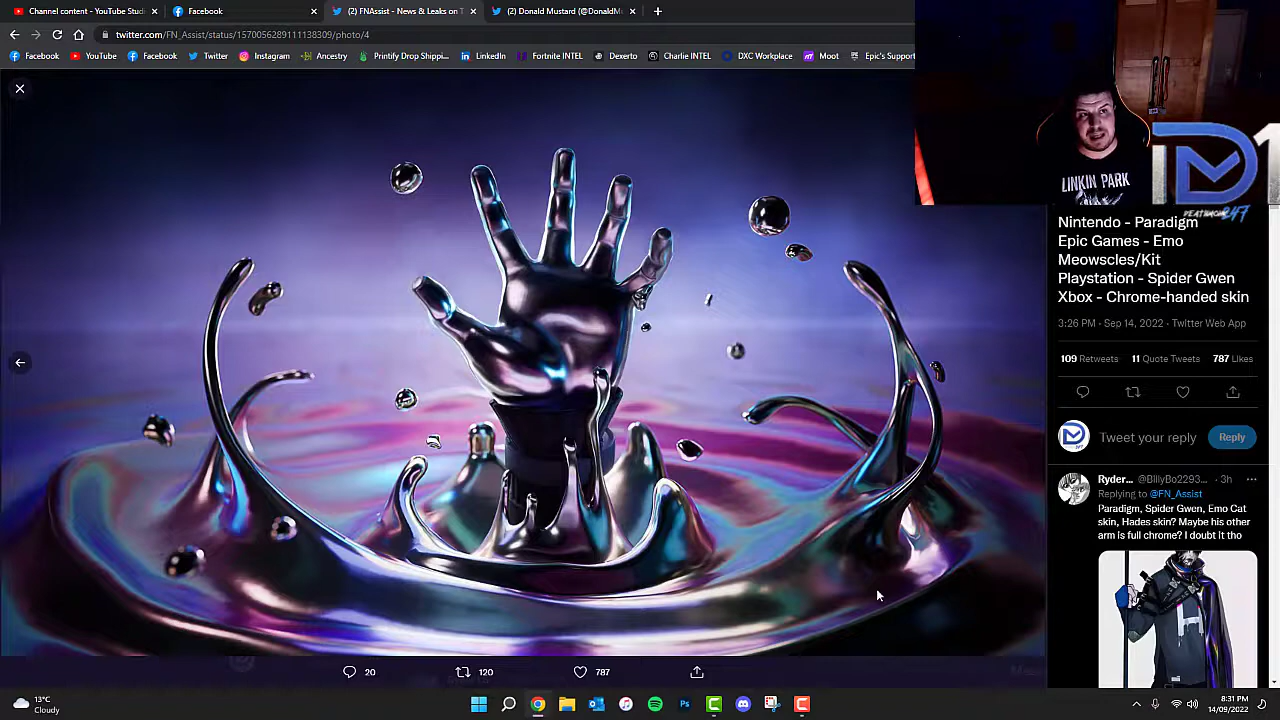 Channel content - YouTube Stud
Facebook
(2) FNAssist - News & Leaks on T
(2) Donald Mustard (@DonaldM
twitter.com/FN_Assist/status/1570056289111138309/photo/4
Facebook
YouTube
Facebook
Twitter
Instagram
Ancestry
Printify Drop Shippi...
LinkedIn
Fortnite INTEL
Dexerto
Charlie INTEL
DXC Workplace
Moot
Epic's Support
LINKIN PARK
DM1
247
Nintendo - Paradigm
Epic Games - Emo
Meowscles/Kit
Playstation - Spider Gwen
Xbox - Chrome-handed skin
3:26 PM · Sep 14, 2022 · Twitter Web App
109 Retweets 11 Quote Tweets 787 Likes
Tweet your reply
Reply
Ryder... @BillyBo2293... · 3h
Replying to @FN_Assist
Paradigm, Spider Gwen, Emo Cat
skin, Hades skin? Maybe his other
arm is full chrome? I doubt it tho
20
120
787
13°C
Cloudy
8:31 PM
14/09/2022